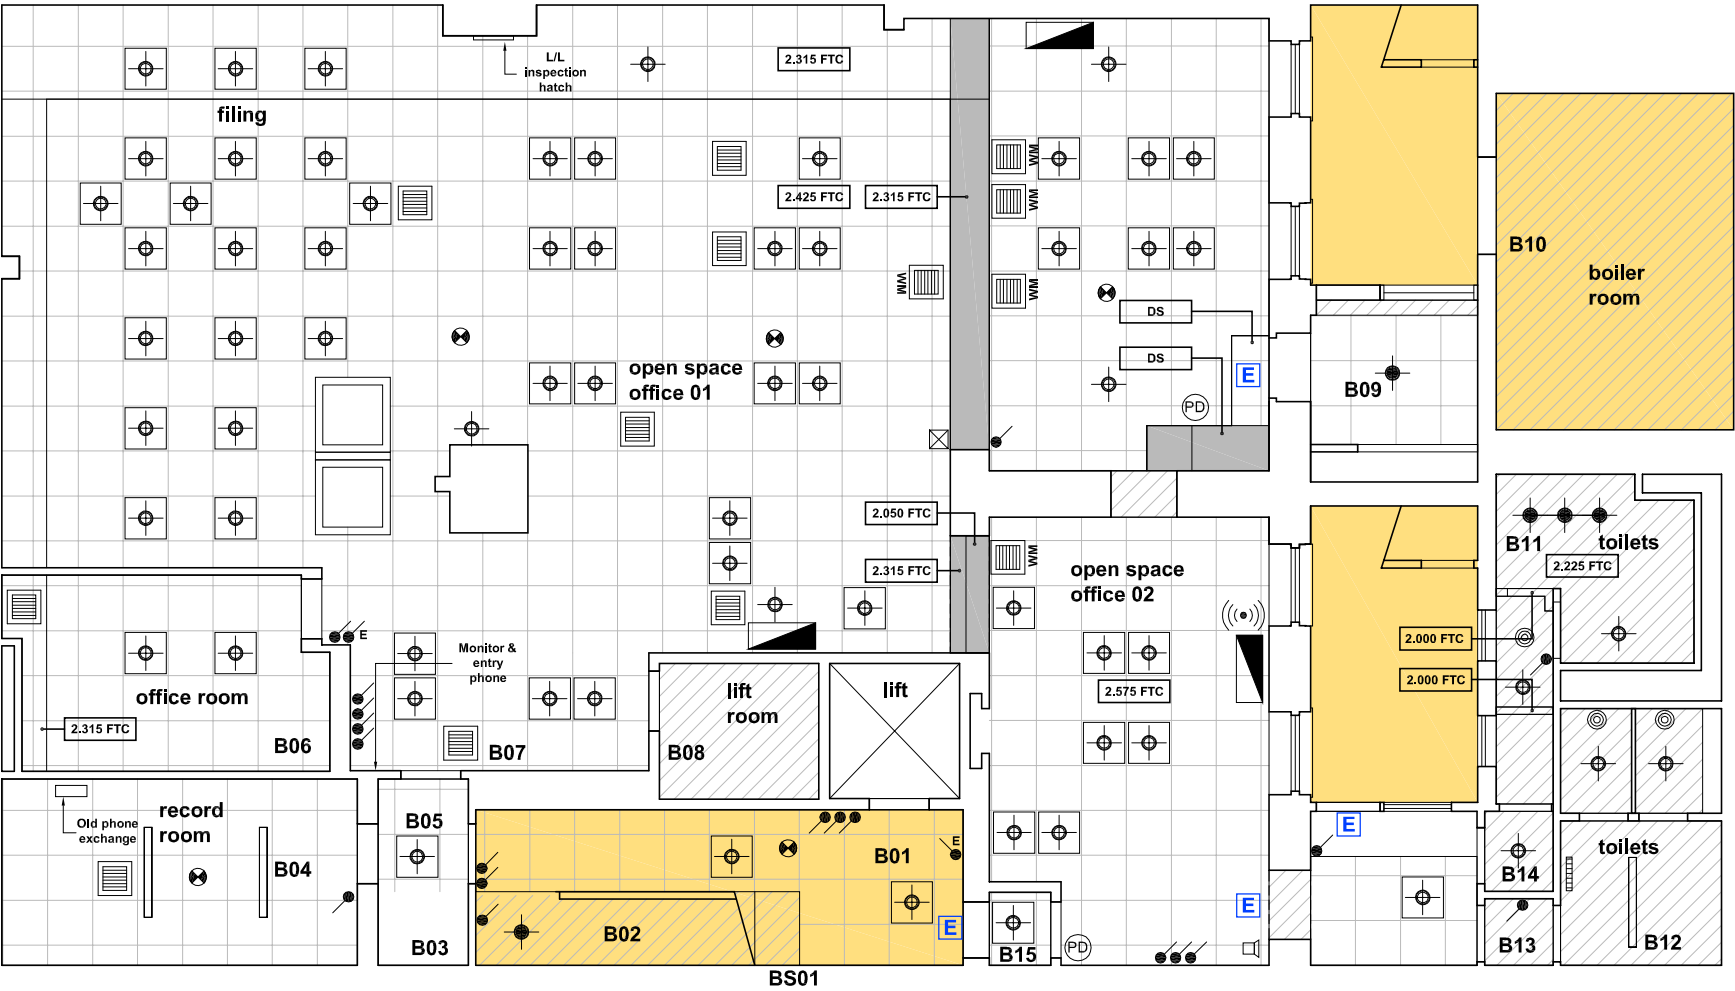 L/L
inspection
hatch
2.315 FTC
filing
WM
2.425 FTC
2.315 FTC
WM
B10
boiler
room
WM
WM
DS
DS
open space
office 01
E
B09
PD
2.050 FTC
B11
toilets
WM
2.225 FTC
2.315 FTC
open space
office 02
E
2.000 FTC
Monitor &
entry
phone
2.000 FTC
office room
lift
room
lift
2.575 FTC
2.315 FTC
B06
B07
B08
record
room
Old phone
exchange
B05
E
E
B04
B01
toilets
B14
E
E
B02
B03
B15
PD
B13
B12
BS01